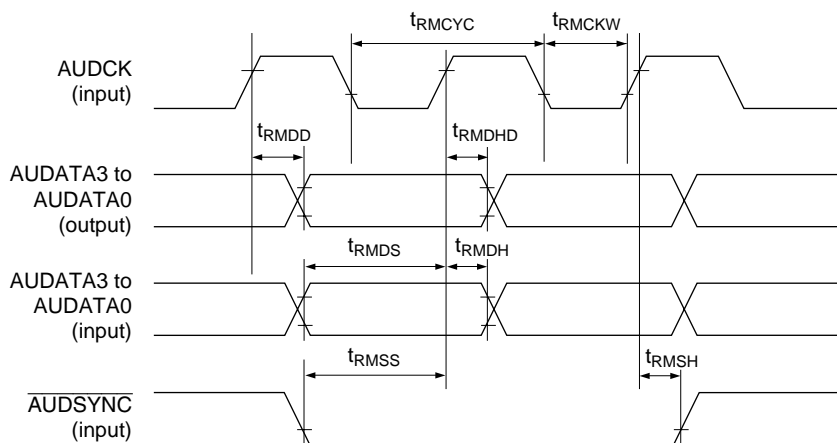 tRMCYC
tRMCKW
AUDCK
(input)
tRMDD
tRMDHD
AUDATA3 to
AUDATA0
(output)
tRMDS
tRMDH
AUDATA3 to
AUDATA0
(input)
tRMSS
tRMSH
AUDSYNC
(input)